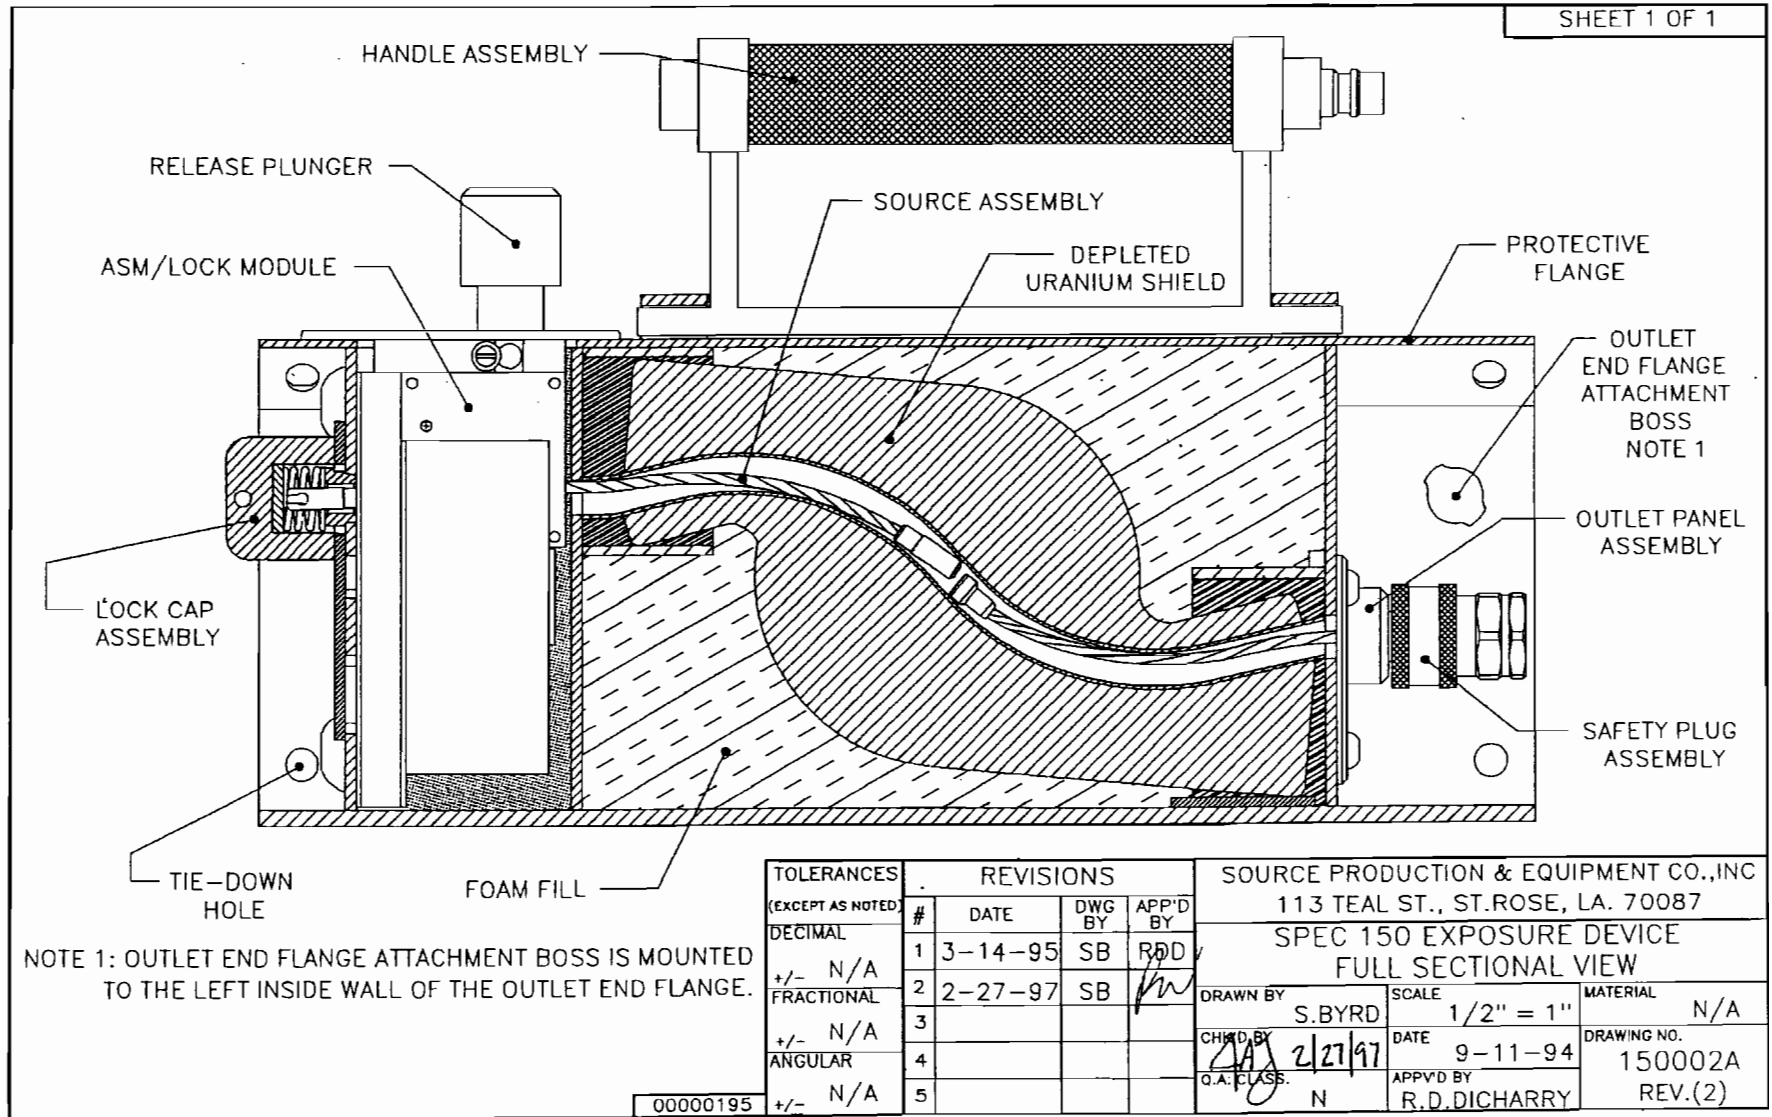 SHEET 1 OF 1
HANDLE ASSEMBLY
RELEASE PLUNGER
SOURCE ASSEMBLY
ASM/LOCK MODULE
DEPLETED
URANIUM SHIELD
PROTECTIVE
FLANGE
OUTLET
END FLANGE
ATTACHMENT
BOSS
NOTE 1
OUTLET PANEL
ASSEMBLY
LOCK CAP
ASSEMBLY
SAFETY PLUG
ASSEMBLY
TIE-DOWN
HOLE
FOAM FILL
NOTE 1: OUTLET END FLANGE ATTACHMENT BOSS IS MOUNTED
TO THE LEFT INSIDE WALL OF THE OUTLET END FLANGE.
00000195
TOLERANCES
(EXCEPT AS NOTED)
DECIMAL
+/- N/A
FRACTIONAL
+/- N/A
ANGULAR
+/- N/A
REVISIONS
# DATE DWG BY APP'D BY
1 3-14-95 SB RDD
2 2-27-97 SB
3
4
5
SOURCE PRODUCTION & EQUIPMENT CO.,INC
113 TEAL ST., ST.ROSE, LA. 70087
SPEC 150 EXPOSURE DEVICE
FULL SECTIONAL VIEW
DRAWN BY
S.BYRD
SCALE
1/2" = 1"
MATERIAL
N/A
CHK'D BY
2/27/97
DATE
9-11-94
DRAWING NO.
150002A
REV.(2)
Q.A. CLASS.
N
APPV'D BY
R.D.DICHARRY